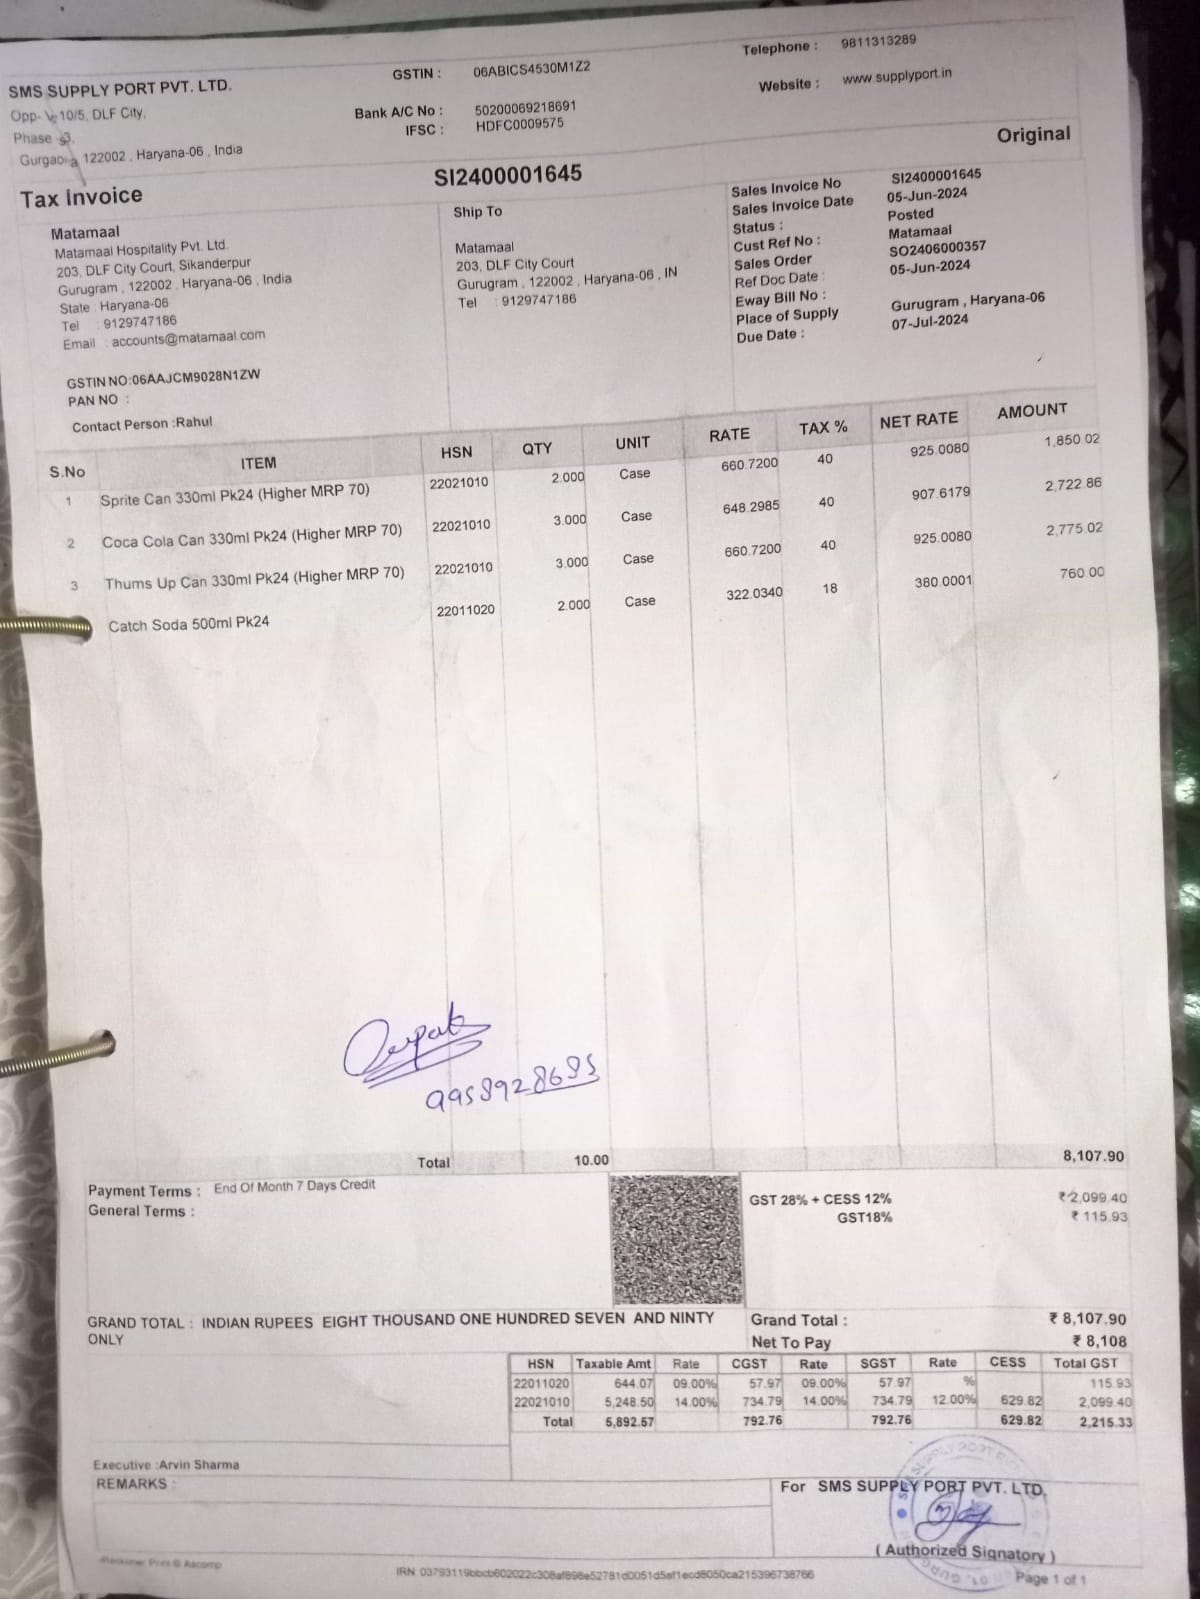 SMS SUPPLY PORT PVT. LTD.
Opp- V-10/5, DLF City,
Phase 3,
122002 , Haryana-06 , India
GSTIN : 06ABICS4530M1Z2
Bank A/C No : 50200069218691
IFSC : HDFC0009575
Telephone : 9811313289
Website : www.supplyport.in
Original
Tax Invoice
SI2400001645
Matamaal
Matamaal Hospitality Pvt. Ltd.
203, DLF City Court, Sikanderpur
Gurugram , 122002 , Haryana-06 , India
State : Haryana-06
Tel : 9129747186
Email : accounts@matamaal.com
GSTIN NO:06AAJCM9028N1ZW
PAN NO :
Contact Person :Rahul
Ship To
Matamaal
203, DLF City Court
Gurugram , 122002 , Haryana-06 , IN
Tel : 9129747186
Sales Invoice No SI2400001645
Sales Invoice Date 05-Jun-2024
Status : Posted
Cust Ref No : Matamaal
Sales Order SO2406000357
Ref Doc Date : 05-Jun-2024
Eway Bill No :
Place of Supply Gurugram , Haryana-06
Due Date : 07-Jul-2024
S.No ITEM HSN QTY UNIT RATE TAX % NET RATE AMOUNT
1 Sprite Can 330ml Pk24 (Higher MRP 70) 22021010 2.000 Case 660.7200 40 925.0080 1,850.02
2 Coca Cola Can 330ml Pk24 (Higher MRP 70) 22021010 3.000 Case 648.2985 40 907.6179 2,722.86
3 Thums Up Can 330ml Pk24 (Higher MRP 70) 22021010 3.000 Case 660.7200 40 925.0080 2,775.02
Catch Soda 500ml Pk24 22011020 2.000 Case 322.0340 18 380.0001 760.00
9958928685
Total 10.00 8,107.90
Payment Terms : End Of Month 7 Days Credit
General Terms :
GST 28% + CESS 12% ₹ 2,099.40
GST18% ₹ 115.93
GRAND TOTAL : INDIAN RUPEES EIGHT THOUSAND ONE HUNDRED SEVEN AND NINTY
ONLY
Grand Total : ₹ 8,107.90
Net To Pay ₹ 8,108
HSN Taxable Amt Rate CGST Rate SGST Rate CESS Total GST
22011020 644.07 09.00% 57.97 09.00% 57.97 % 115.93
22021010 5,248.50 14.00% 734.79 14.00% 734.79 12.00% 629.82 2,099.40
Total 5,892.57 792.76 792.76 629.82 2,215.33
Executive :Arvin Sharma
REMARKS :
For SMS SUPPLY PORT PVT. LTD.
( Authorized Signatory )
Page 1 of 1